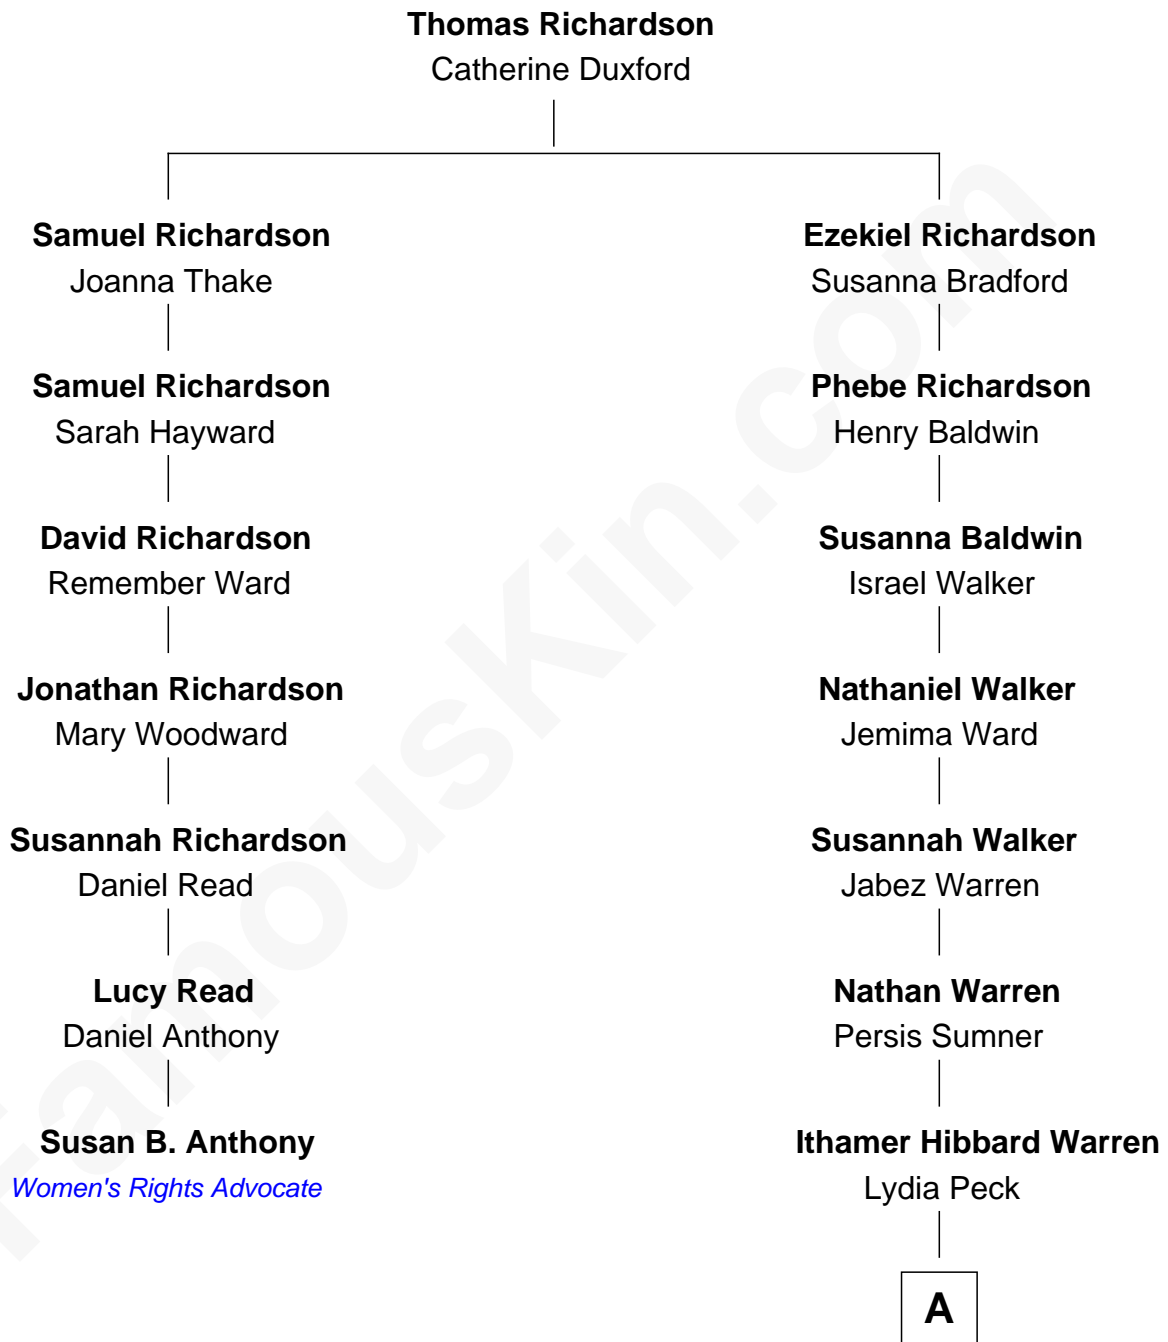 Thomas Richardson
Catherine Duxford
Samuel Richardson
Joanna Thake
Ezekiel Richardson
Susanna Bradford
Samuel Richardson
Sarah Hayward
Phebe Richardson
Henry Baldwin
David Richardson
Remember Ward
Susanna Baldwin
Israel Walker
Jonathan Richardson
Mary Woodward
Nathaniel Walker
Jemima Ward
Susannah Richardson
Daniel Read
Susannah Walker
Jabez Warren
Lucy Read
Daniel Anthony
Nathan Warren
Persis Sumner
Susan B. Anthony
Women's Rights Advocate
Ithamer Hibbard Warren
Lydia Peck
A
FamousKin.com